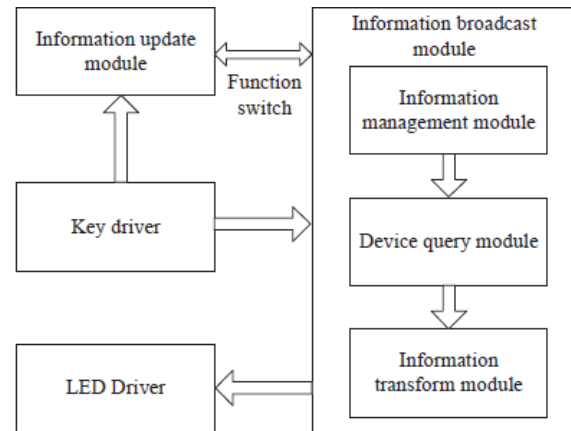 Information update
module
Function
switch
Key driver
LED Driver
Information broadcast
module
Information
management module
Device query module
Information
transform module